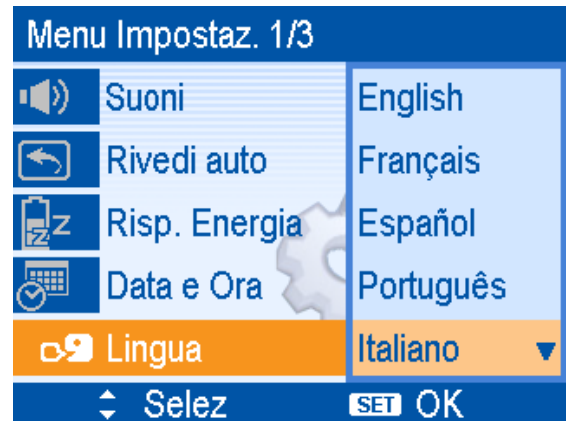 Menu Impostaz. 1/3
Suoni
English
Rivedi auto
Français
Risp. Energia
Español
Data e Ora
Português
Lingua
Italiano
Selez
SET OK